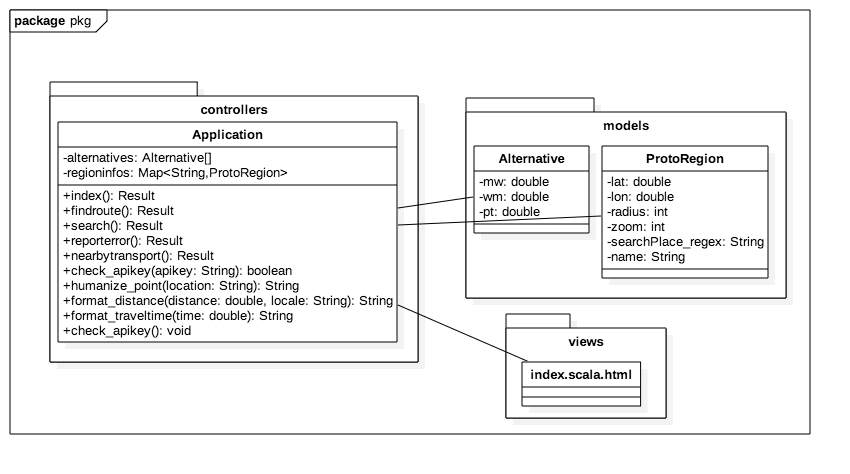 package pkg
controllers
Application
-alternatives: Alternative[]
-regioninfos: Map<String,ProtoRegion>
+index(): Result
+findroute(): Result
+search(): Result
+reporterror(): Result
+nearbytransport(): Result
+check_apikey(apikey: String): boolean
+humanize_point(location: String): String
+format_distance(distance: double, locale: String): String
+format_traveltime(time: double): String
+check_apikey(): void
models
Alternative
-mw: double
-wm: double
-pt: double
ProtoRegion
-lat: double
-lon: double
-radius: int
-zoom: int
-searchPlace_regex: String
-name: String
views
index.scala.html